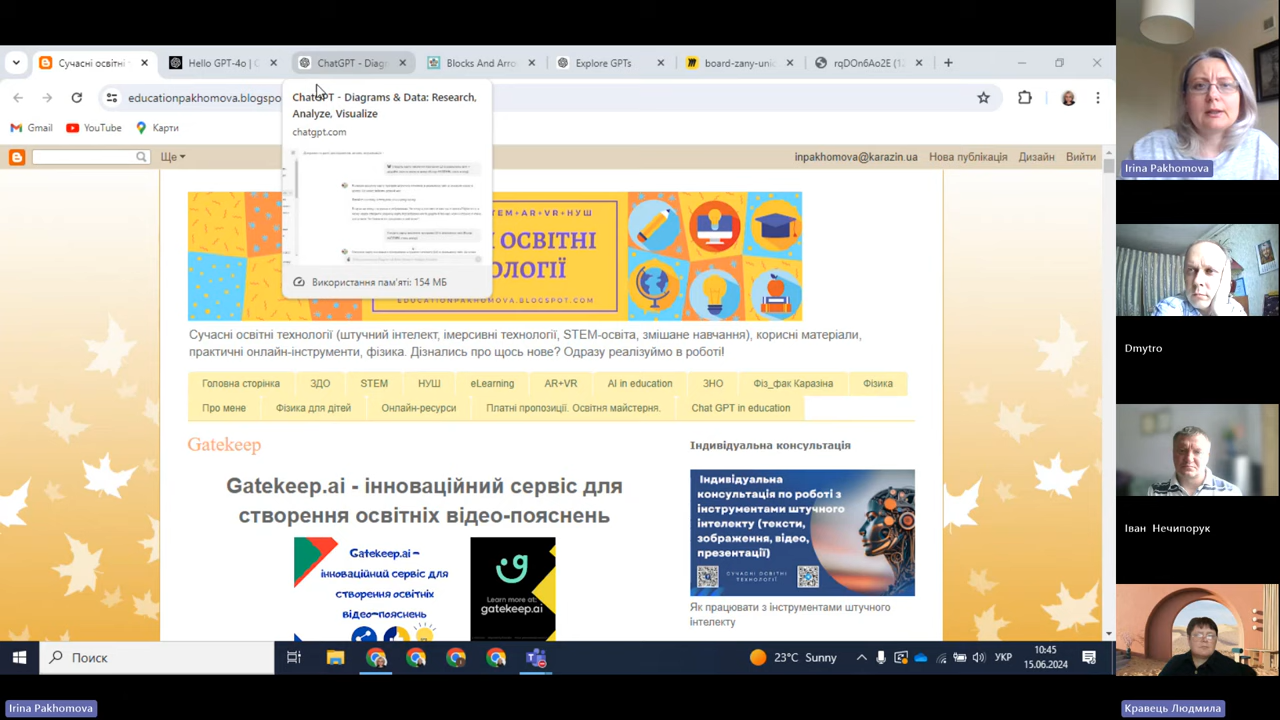 Сучасні освітні т
Hello GPT-4o | C
ChatGPT - Diag
Blocks And Arro
Explore GPTs
board-zany-uni
rqDOn6Ao2E (1
educationpakhomova.blogspo
ChatGPT - Diagrams & Data: Research,
Analyze, Visualize
chatgpt.com
Використання пам'яті: 154 МБ
Gmail
YouTube
Карти
Ще
inpakhomova@karazin.ua
Нова публікація
Дизайн
Вийти
TEM+AR+VR+НУШ
ОСВІТНІ
ОЛОГІЇ
EDUCATIONPAKHOMOVA.BLOGSPOT.COM
Сучасні освітні технології (штучний інтелект, імерсивні технології, STEM-освіта, змішане навчання), корисні матеріали,
практичні онлайн-інструменти, фізика. Дізнались про щось нове? Одразу реалізуймо в роботі!
Головна сторінка
ЗДО
STEM
НУШ
eLearning
AR+VR
AI in education
ЗНО
Фіз_фак Каразіна
Фізика
Про мене
Фізика для дітей
Онлайн-ресурси
Платні пропозиції. Освітня майстерня.
Chat GPT in education
Gatekeep
Gatekeep.ai - інноваційний сервіс для
створення освітніх відео-пояснень
Gatekeep.ai –
інноваційний сервіс для
створення освітніх
відео-пояснень
Learn more at:
gatekeep.ai
Індивідуальна консультація
Індивідуальна
консультація по роботі з
інструментами штучного
інтелекту (тексти,
зображення, відео,
презентації)
СУЧАСНІ ОСВІТНІ
ТЕХНОЛОГІЇ
Як працювати з інструментами штучного
інтелекту
Пошук
23°C Sunny
УКР
10:45
15.06.2024
Irina Pakhomova
Irina Pakhomova
Dmytro
Іван Нечипорук
Кравець Людмила